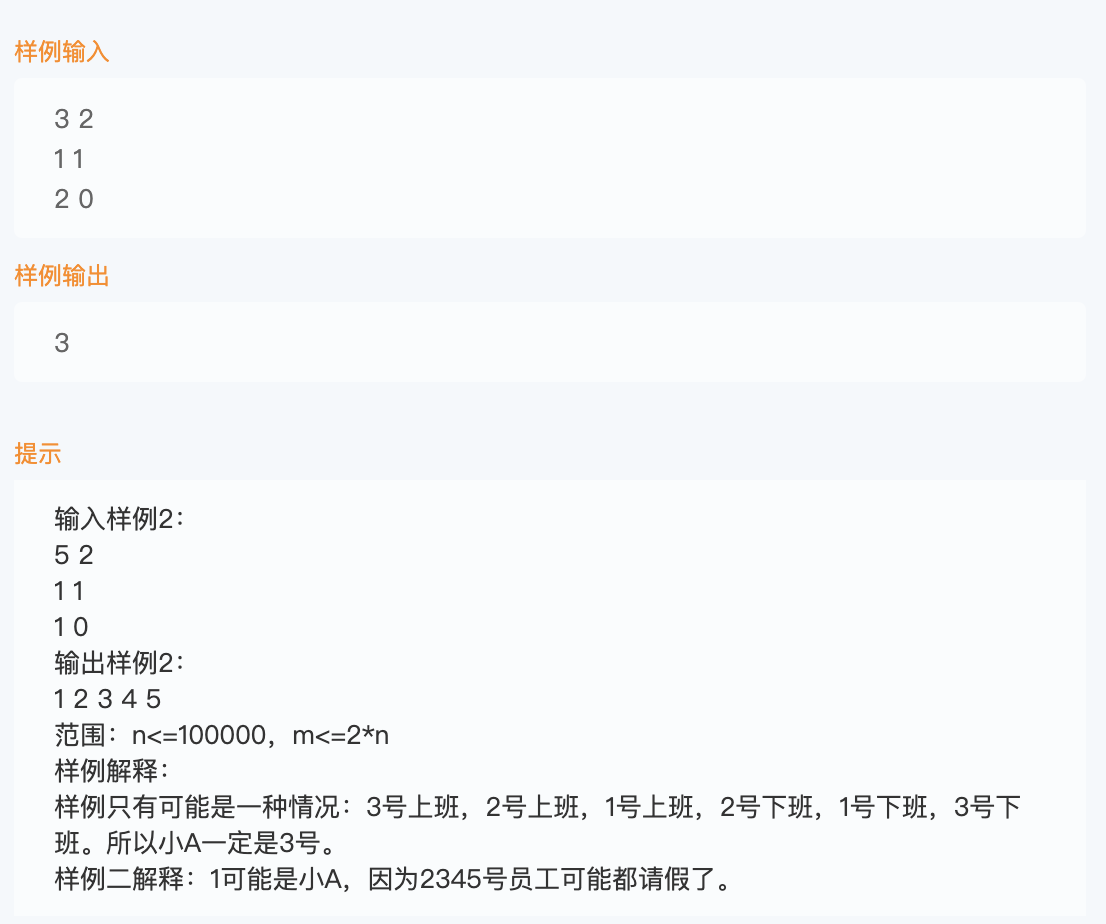 样例输入
3 2
1 1
2 0
样例输出
3
提示
输入样例2：
5 2
1 1
1 0
输出样例2：
1 2 3 4 5
范围：n<=100000，m<=2*n
样例解释：
样例只有可能是一种情况：3号上班，2号上班，1号上班，2号下班，1号下班，3号下
班。所以小A一定是3号。
样例二解释：1可能是小A，因为2345号员工可能都请假了。